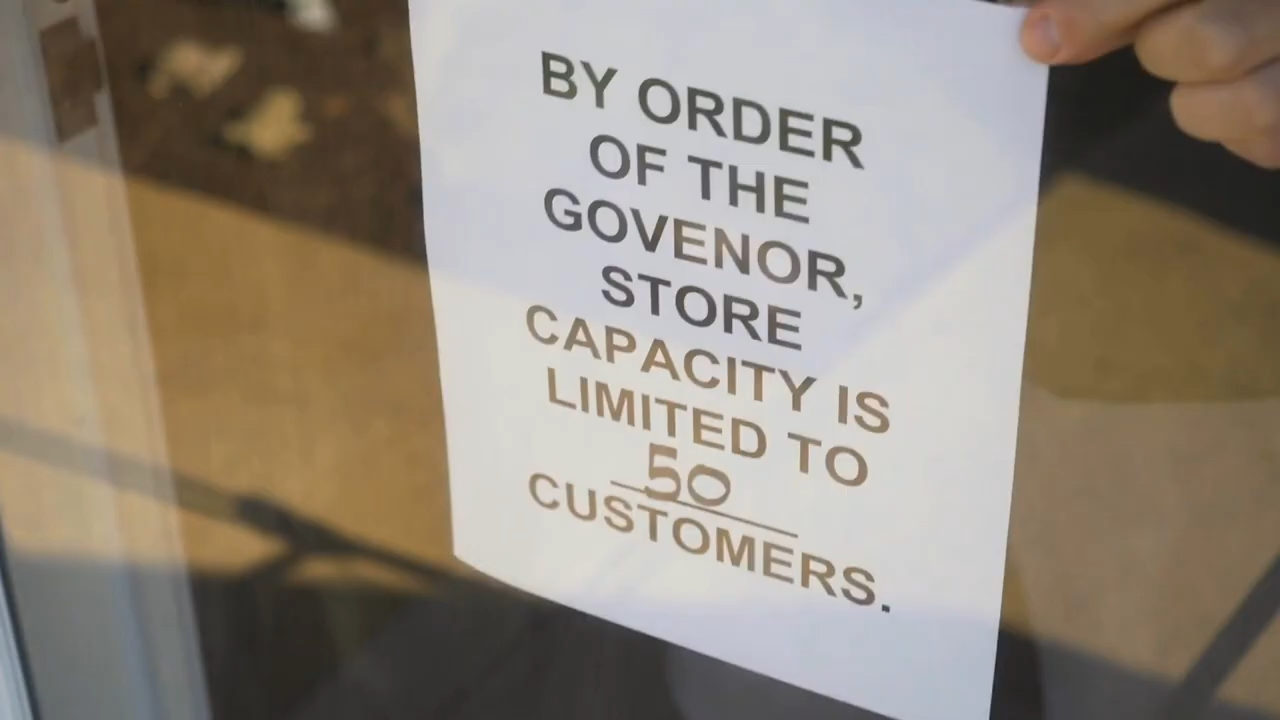 BY ORDER
OF THE
GOVENOR,
STORE
CAPACITY IS
LIMITED TO
50
CUSTOMERS.